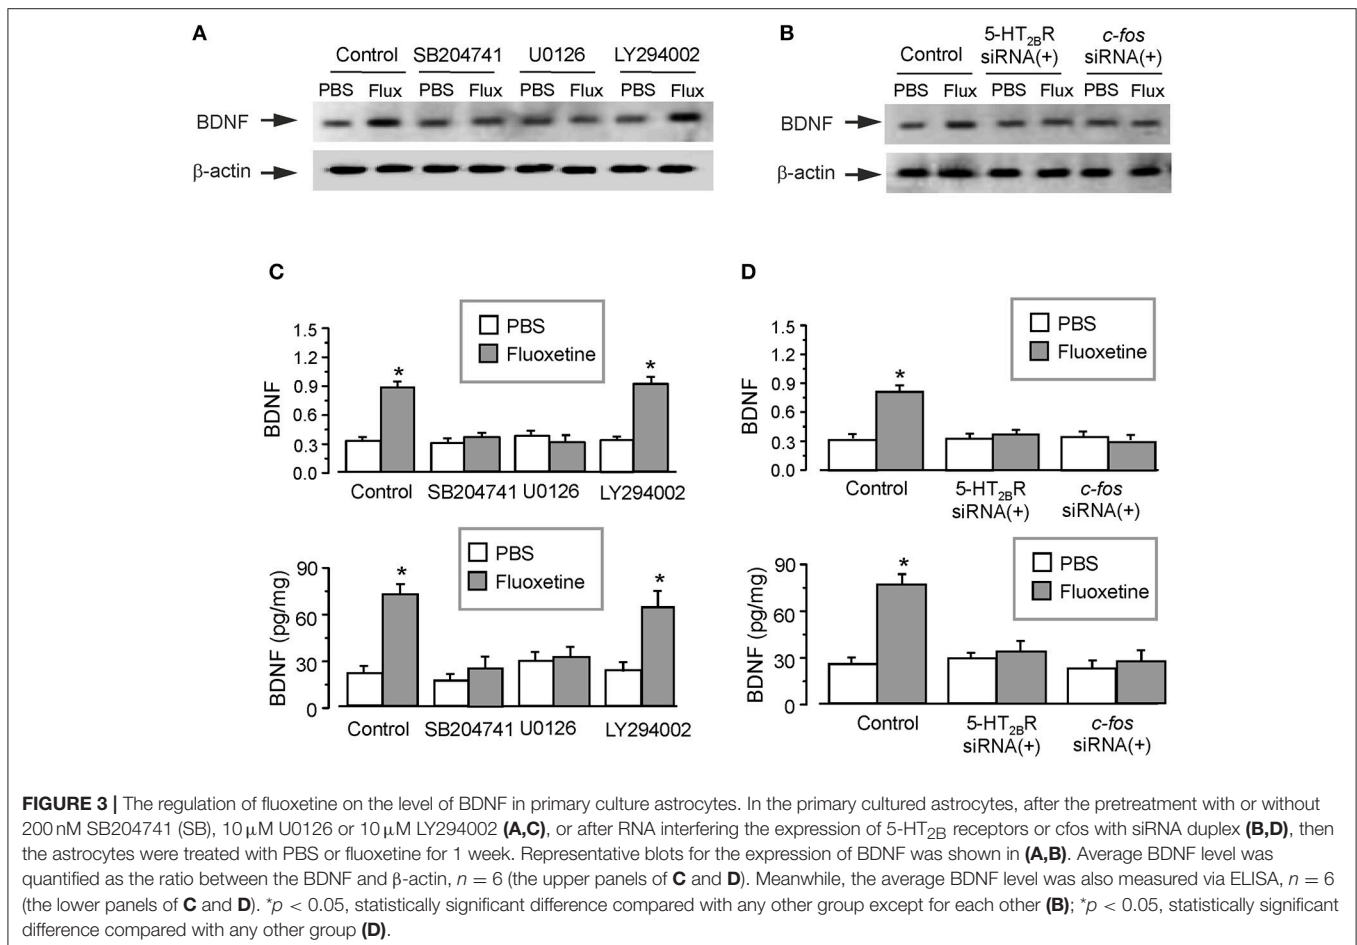 A
Control SB204741 U0126 LY294002
PBS Flux PBS Flux PBS Flux PBS Flux
BDNF
β-actin
B
Control 5-HT2BR siRNA(+) c-fos siRNA(+)
PBS Flux PBS Flux PBS Flux
BDNF
β-actin
C
PBS
Fluoxetine
BDNF
1.5
1.2
0.9
0.6
0.3
0.0
*
*
Control SB204741 U0126 LY294002
PBS
Fluoxetine
BDNF (pg/mg)
90
60
30
0
*
*
Control SB204741 U0126 LY294002
D
PBS
Fluoxetine
BDNF
1.5
1.2
0.9
0.6
0.3
0.0
*
Control 5-HT2BR siRNA(+) c-fos siRNA(+)
PBS
Fluoxetine
BDNF (pg/mg)
90
60
30
0
*
Control 5-HT2BR siRNA(+) c-fos siRNA(+)
FIGURE 3 | The regulation of fluoxetine on the level of BDNF in primary culture astrocytes. In the primary cultured astrocytes, after the pretreatment with or without
200 nM SB204741 (SB), 10 μM U0126 or 10 μM LY294002 (A,C), or after RNA interfering the expression of 5-HT2B receptors or cfos with siRNA duplex (B,D), then
the astrocytes were treated with PBS or fluoxetine for 1 week. Representative blots for the expression of BDNF was shown in (A,B). Average BDNF level was
quantified as the ratio between the BDNF and β-actin, n = 6 (the upper panels of C and D). Meanwhile, the average BDNF level was also measured via ELISA, n = 6
(the lower panels of C and D). *p < 0.05, statistically significant difference compared with any other group except for each other (B); *p < 0.05, statistically significant
difference compared with any other group (D).